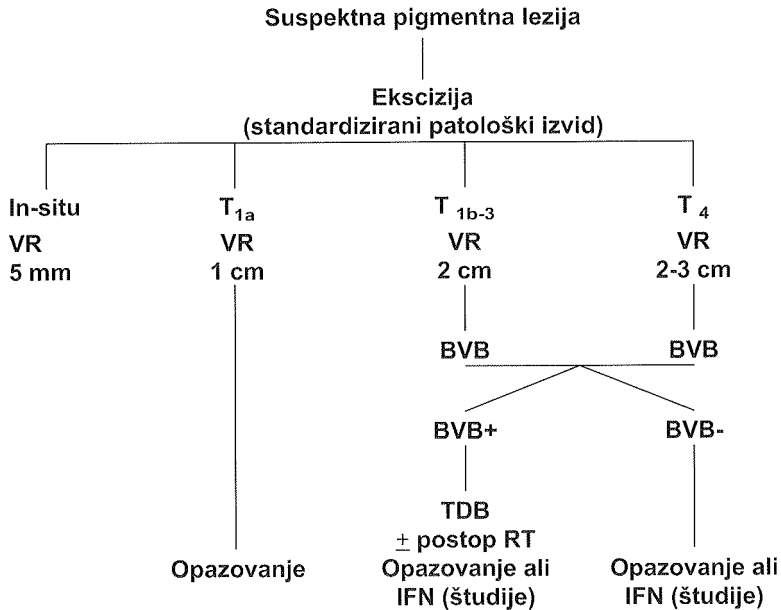 Suspektna pigmentna lezija
Ekscizija
(standardizirani patološki izvid)
In-situ
VR
5 mm
T1a
VR
1 cm
T 1b-3
VR
2 cm
T 4
VR
2-3 cm
BVB
BVB
BVB+
BVB-
TDB
± postop RT
Opazovanje
Opazovanje ali
IFN (študije)
Opazovanje ali
IFN (študije)